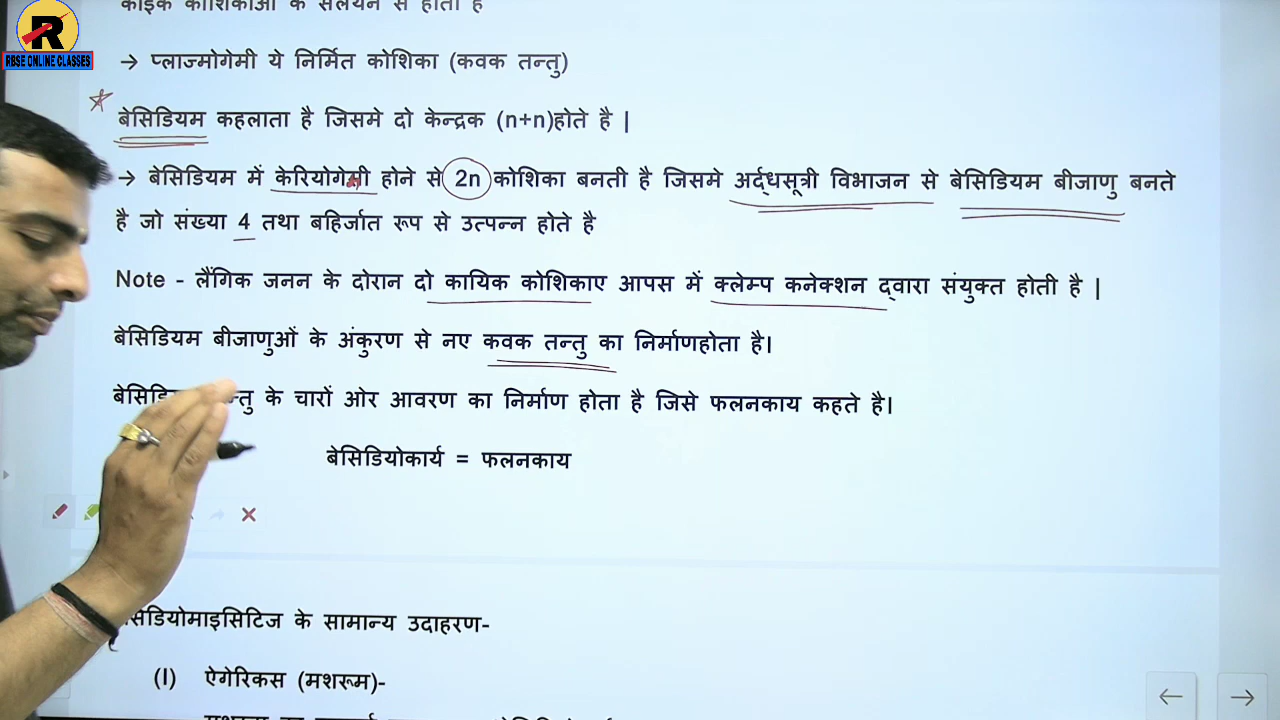 R
RBSE ONLINE CLASSES
काइक कोशिकाओ के संलयन से होता है
→ प्लाज्मोगेमी ये निर्मित कोशिका (कवक तन्तु)
बेसिडियम कहलाता है जिसमे दो केन्द्रक (n+n)होते है |
→ बेसिडियम में केरियोगेमी होने से 2n कोशिका बनती है जिसमे अर्द्धसूत्री विभाजन से बेसिडियम बीजाणु बनते
है जो संख्या 4 तथा बहिर्जात रूप से उत्पन्न होते है
Note - लैंगिक जनन के दोरान दो कायिक कोशिकाए आपस में क्लेम्प कनेक्शन द्वारा संयुक्त होती है |
बेसिडियम बीजाणुओं के अंकुरण से नए कवक तन्तु का निर्माणहोता है।
के चारों ओर आवरण का निर्माण होता है जिसे फलनकाय कहते है।
बेसिडियोकार्य = फलनकाय
के सामान्य उदाहरण-
(I) ऐगेरिकस (मशरूम)-